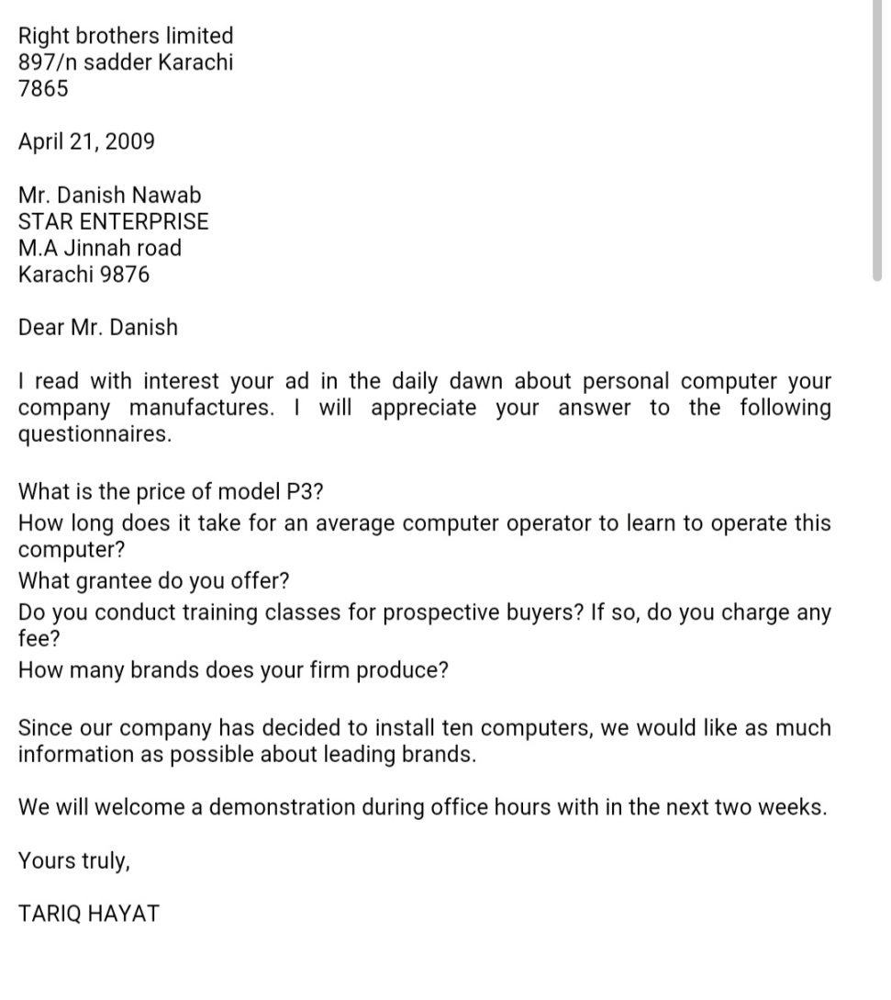 Right brothers limited
897/n sadder Karachi
7865
April 21, 2009
Mr. Danish Nawab
STAR ENTERPRISE
M.A Jinnah road
Karachi 9876
Dear Mr. Danish
I read with interest your ad in the daily dawn about personal computer your
company manufactures. I will appreciate your answer to the following
questionnaires.
What is the price of model P3?
How long does it take for an average computer operator to learn to operate this
computer?
What grantee do you offer?
Do you conduct training classes for prospective buyers? If so, do you charge any
fee?
How many brands does your firm produce?
Since our company has decided to install ten computers, we would like as much
information as possible about leading brands.
We will welcome a demonstration during office hours with in the next two weeks.
Yours truly,
TARIQ HAYAT